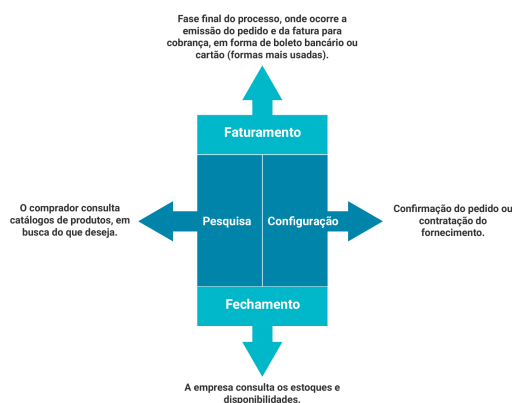 Fase final do processo, onde ocorre a
emissão do pedido e da fatura para
cobrança, em forma de boleto bancário ou
cartão (formas mais usadas).
Faturamento
O comprador consulta
catálogos de produtos, em
busca do que deseja.
Pesquisa
Configuração
Confirmação do pedido ou
contratação do
fornecimento.
Fechamento
A empresa consulta os estoques e
disponibilidades.